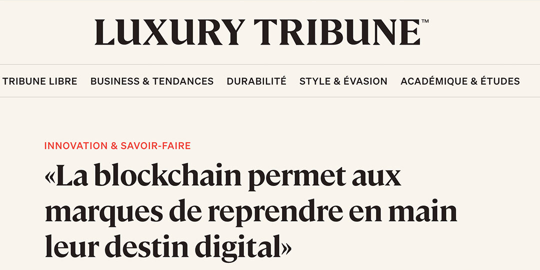 LUXURY TRIBUNE™
TRIBUNE LIBRE BUSINESS & TENDANCES DURABILITÉ STYLE & ÉVASION ACADÉMIQUE & ÉTUDES
INNOVATION & SAVOIR-FAIRE
«La blockchain permet aux
marques de reprendre en main
leur destin digital»